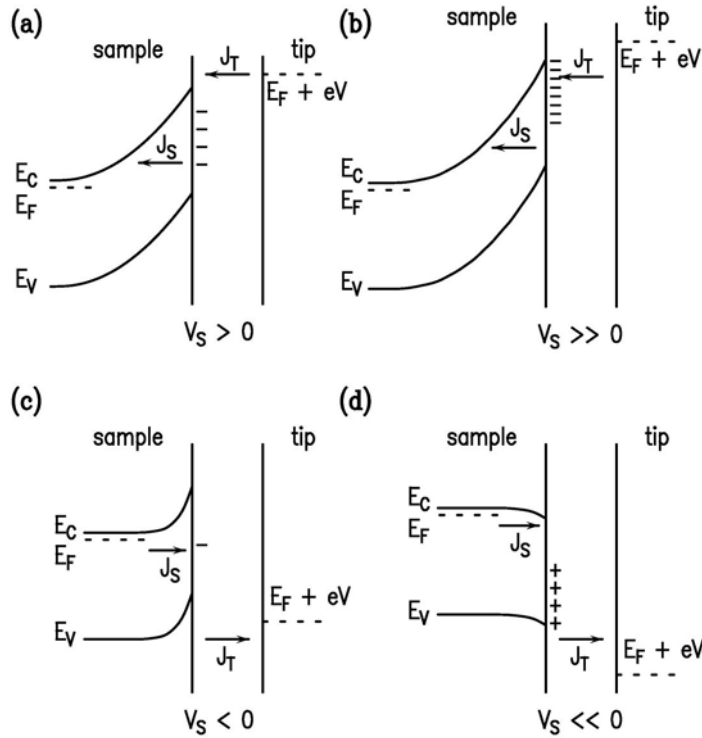 (a)
sample tip
J_T
E_F + eV
J_S
E_C
E_F
E_V
V_S > 0
(b)
sample tip
J_T
E_F + eV
J_S
E_C
E_F
E_V
V_S >> 0
(c)
sample tip
E_C
E_F
J_S
E_F + eV
E_V
J_T
V_S < 0
(d)
sample tip
E_C
E_F
J_S
+
+
+
+
E_V
J_T
E_F + eV
V_S << 0